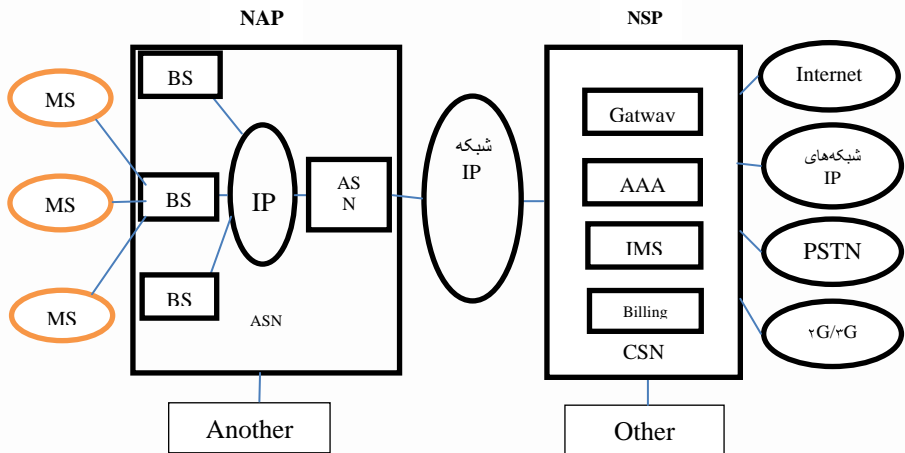 NAP
NSP
MS
MS
MS
BS
BS
BS
IP
AS
N
ASN
Another
شبکه
IP
Gatway
AAA
IMS
Billing
CSN
Other
Internet
شبکه‌های
IP
PSTN
۲G/۳G